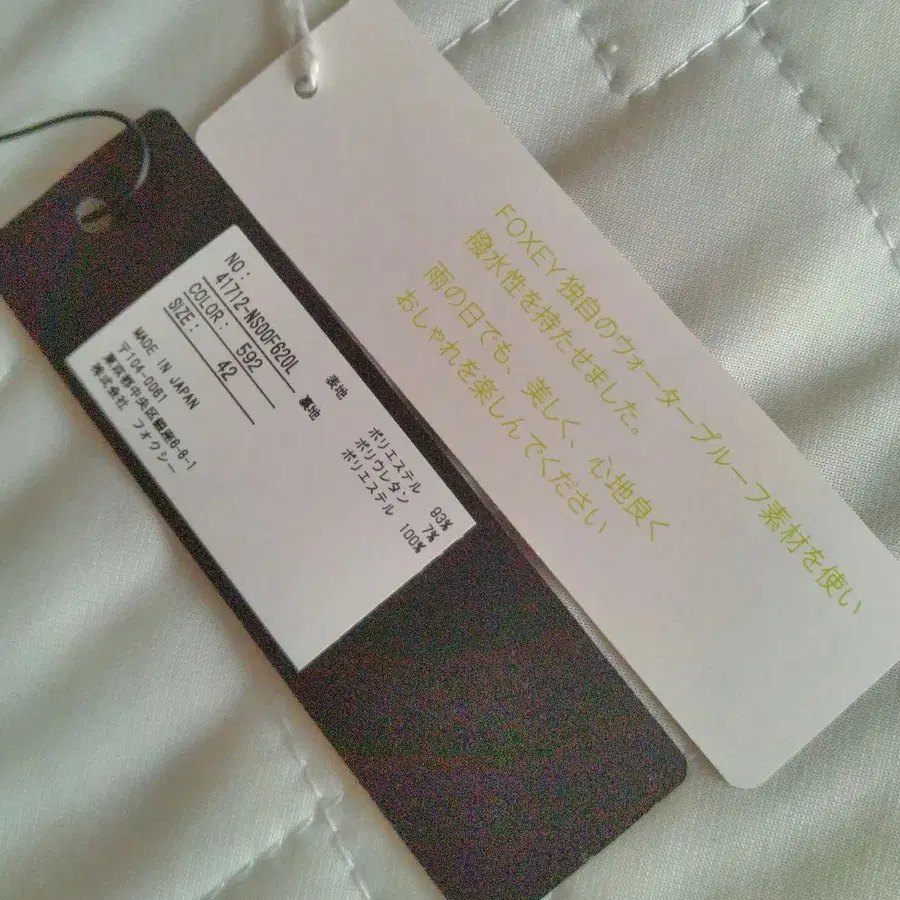 NO:
41712-NS00F620L
COLOR: 592
SIZE: 42
表地
裏地
ポリエステル 93%
ポリウレタン 7%
ポリエステル 100%
MADE IN JAPAN
〒104-0061
東京都中央区銀座6-8-1
株式会社 フォクシー
FOXEY 独自のウォータープルーフ素材を使い
撥水性を持たせました。
雨の日でも、美しく、心地良く
おしゃれを楽しんでください